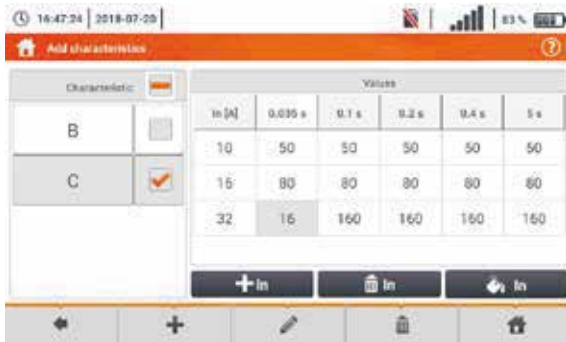 16:47:24 2018-07-20 83 %
Add characteristics ?
Characteristic
Values
In [A] 0.035 s 0.1 s 0.2 s 0.4 s 5 s
B
10 50 50 50 50 50
C
16 80 80 80 80 80
32 16 160 160 160 160
+ In In In